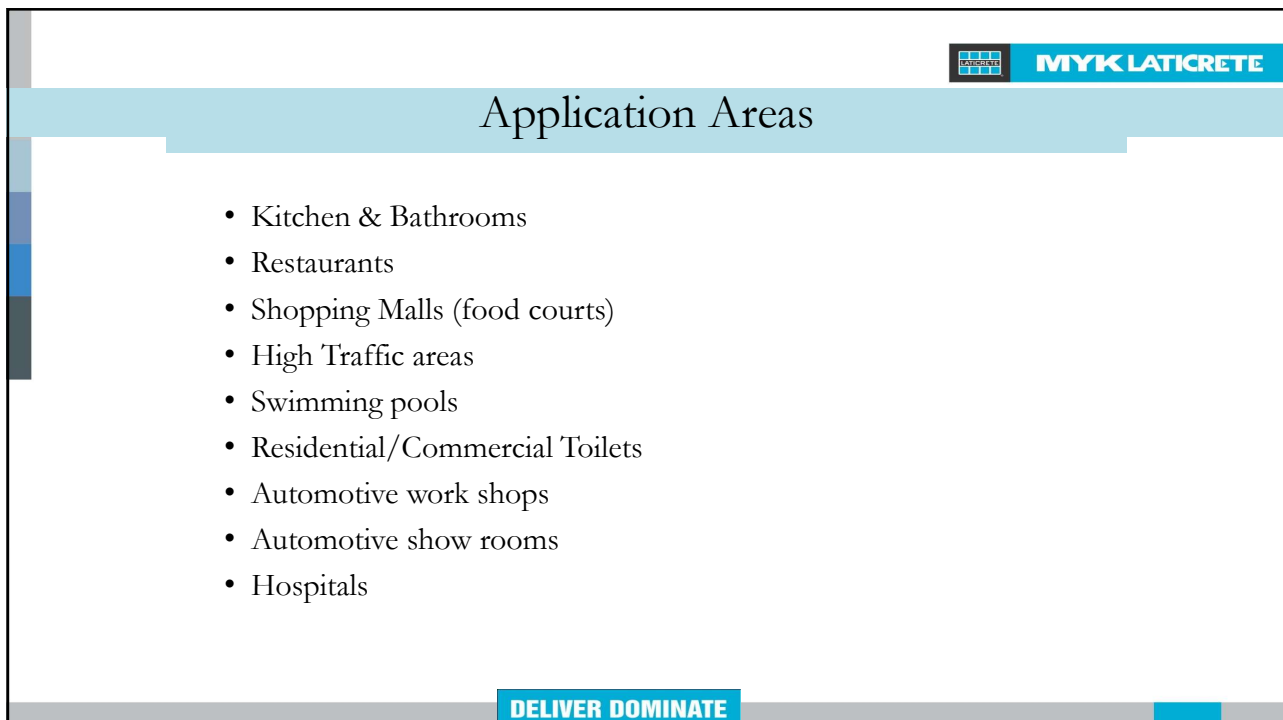 LATICRETE
MYK LATICRETE
Application Areas
• Kitchen & Bathrooms
• Restaurants
• Shopping Malls (food courts)
• High Traffic areas
• Swimming pools
• Residential/Commercial Toilets
• Automotive work shops
• Automotive show rooms
• Hospitals
DELIVER DOMINATE